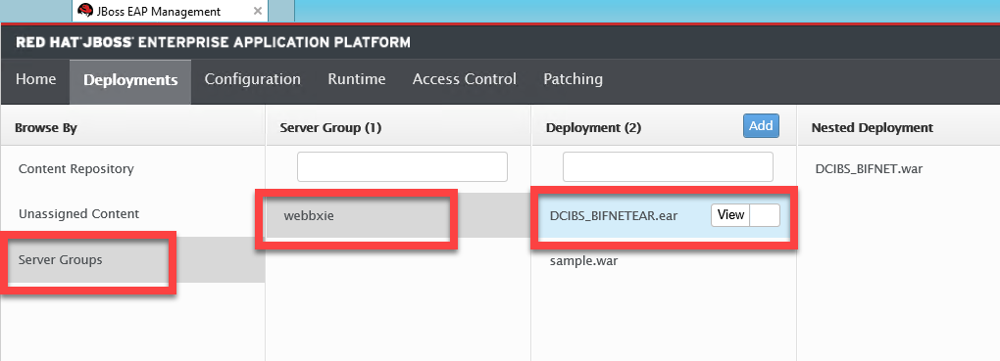 JBoss EAP Management
RED HAT JBOSS ENTERPRISE APPLICATION PLATFORM
Home Deployments Configuration Runtime Access Control Patching
Browse By Server Group (1) Deployment (2) Add Nested Deployment
Content Repository DCIBS_BIFNET.war
Unassigned Content webbxie DCIBS_BIFNETEAR.ear View
Server Groups sample.war